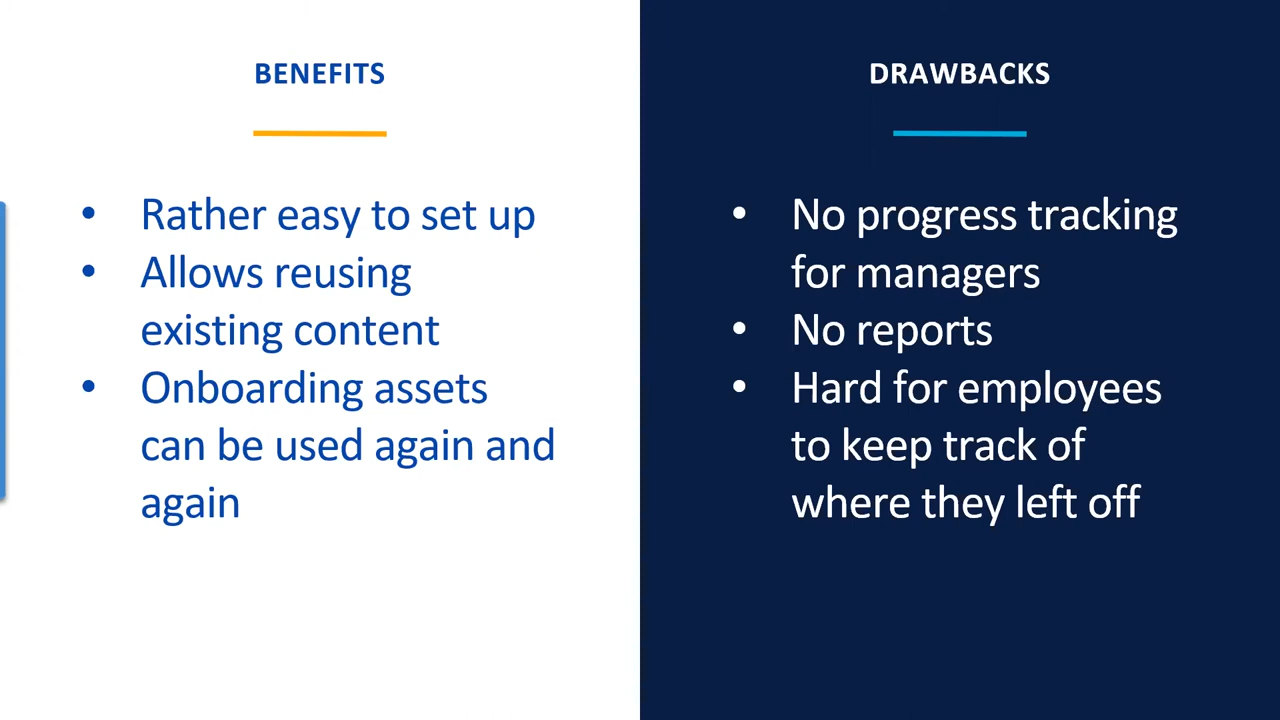 BENEFITS
• Rather easy to set up
• Allows reusing
existing content
• Onboarding assets
can be used again and
again
DRAWBACKS
• No progress tracking
for managers
• No reports
• Hard for employees
to keep track of
where they left off